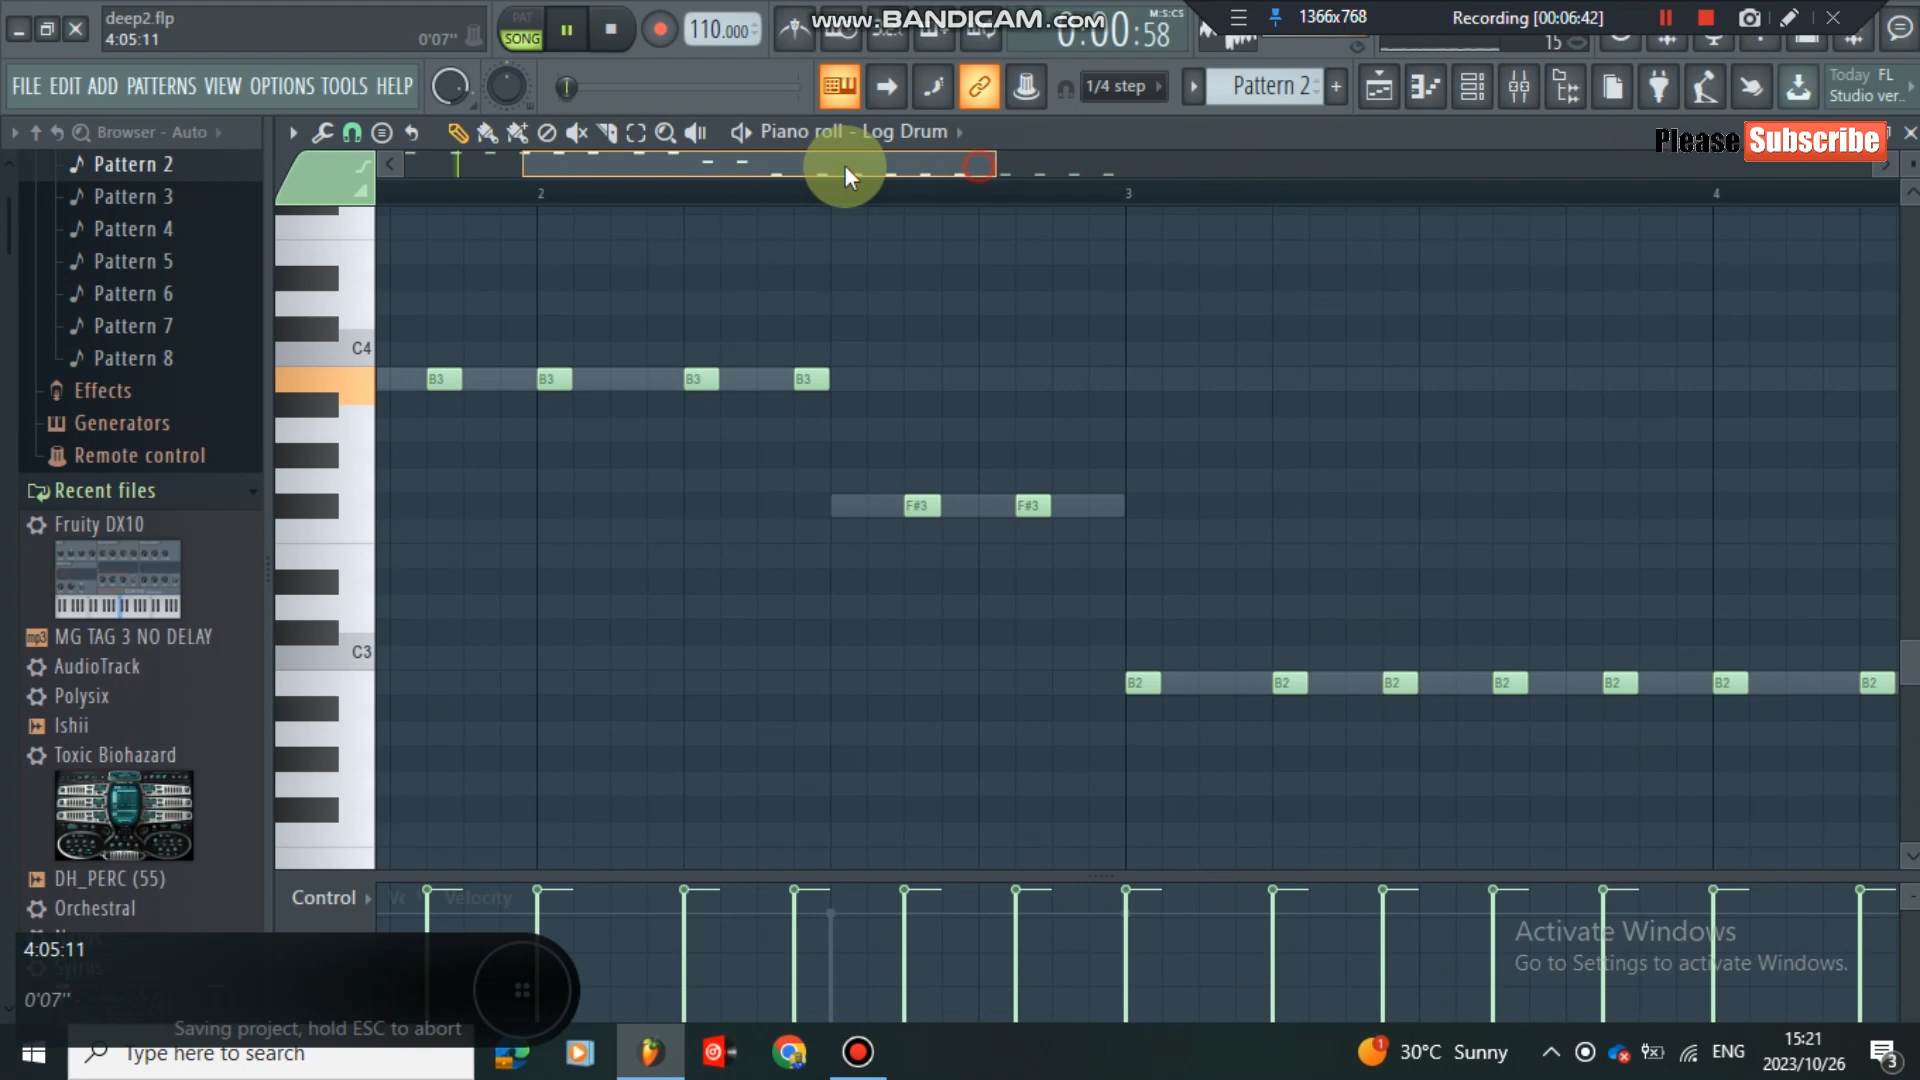 deep2.flp
4:05:11
0'07"
PAT
SONG
110.000
www.BANDICAM.com
0:00:58
M:S:CS
15
1366x768
Recording [00:06:42]
FILE EDIT ADD PATTERNS VIEW OPTIONS TOOLS HELP
1/4 step
Pattern 2
Today FL
Studio ver..
Browser - Auto
Piano roll - Log Drum
Please Subscribe
Pattern 2
Pattern 3
Pattern 4
Pattern 5
Pattern 6
Pattern 7
Pattern 8
Effects
Generators
Remote control
Recent files
Fruity DX10
MG TAG 3 NO DELAY
AudioTrack
Polysix
Ishii
Toxic Biohazard
DH_PERC (55)
Orchestral
2 3 4
C4
B3 B3 B3 B3
F#3 F#3
C3
B2 B2 B2 B2 B2 B2 B2
Control
Velocity
Activate Windows
Go to Settings to activate Windows.
4:05:11
0'07"
Saving project, hold ESC to abort
Type here to search
1
30°C Sunny
ENG
15:21
2023/10/26
3